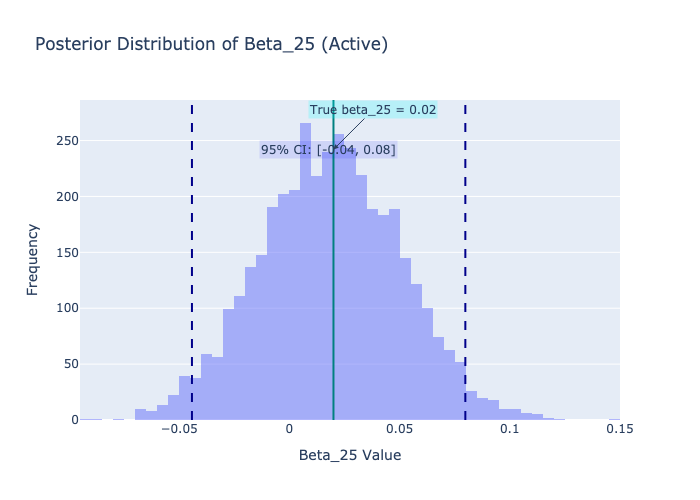 Posterior Distribution of Beta_25 (Active)
True beta_25 = 0.02
95% CI: [-0.04, 0.08]
250
200
150
100
50
0
Frequency
−0.05
0
0.05
0.1
0.15
Beta_25 Value